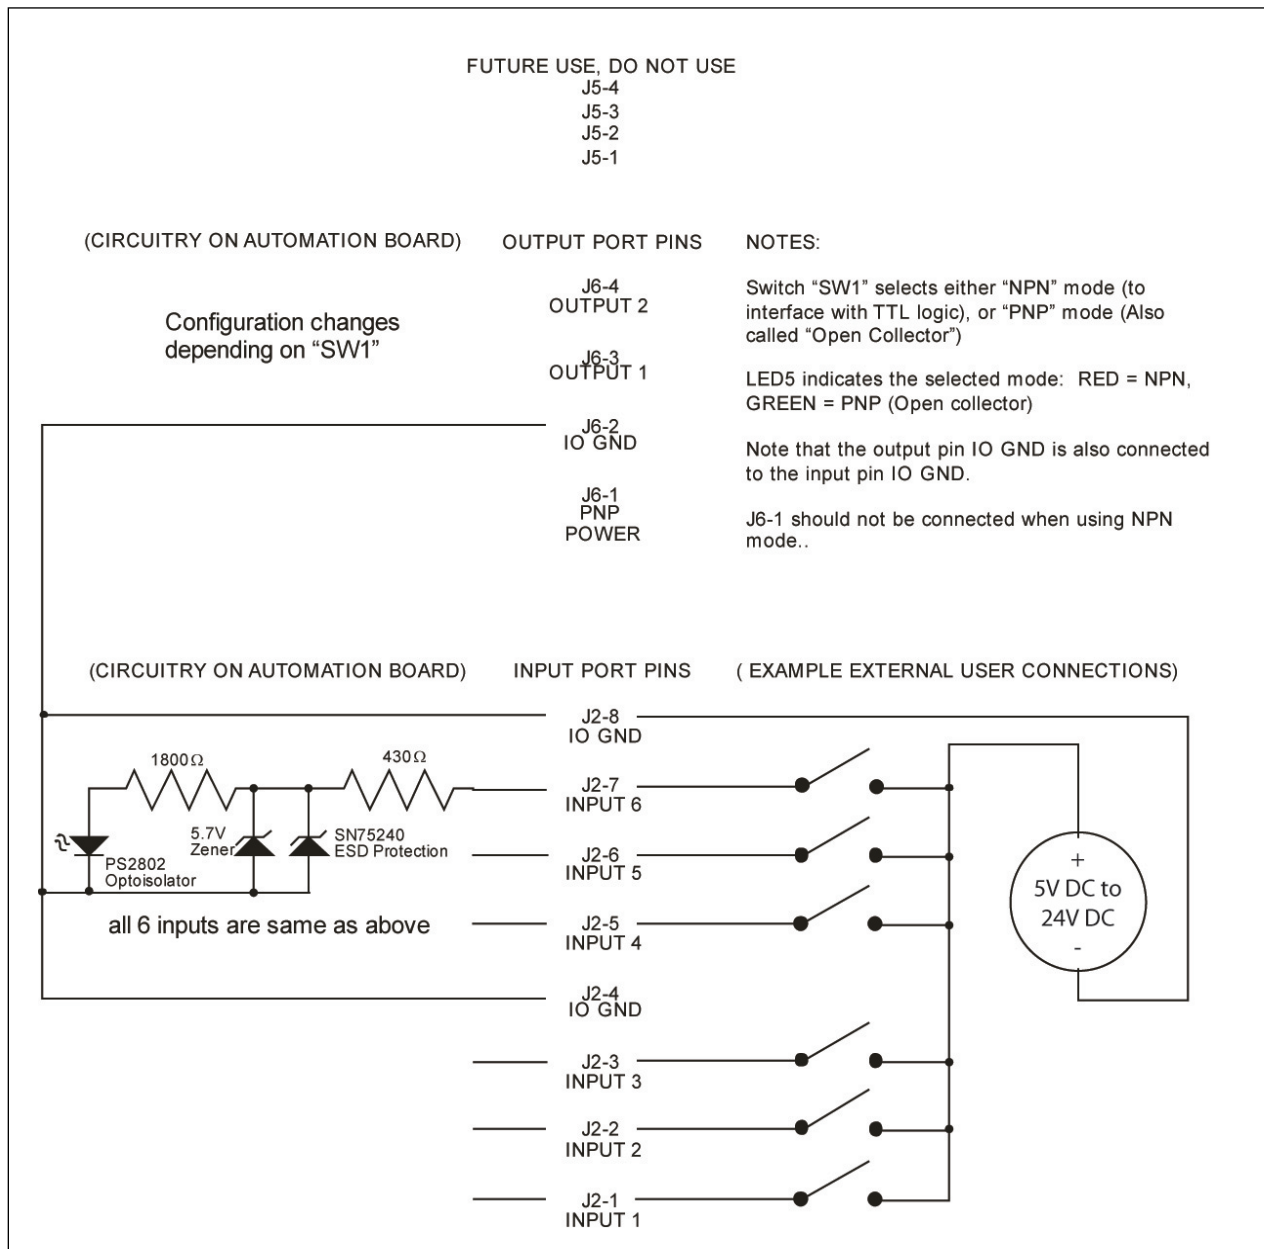 FUTURE USE, DO NOT USE
J5-4
J5-3
J5-2
J5-1
(CIRCUITRY ON AUTOMATION BOARD)
Configuration changes
depending on “SW1”
OUTPUT PORT PINS
J6-4
OUTPUT 2
J6-3
OUTPUT 1
J6-2
IO GND
J6-1
PNP
POWER
NOTES:
Switch “SW1” selects either “NPN” mode (to
interface with TTL logic), or “PNP” mode (Also
called “Open Collector”)
LED5 indicates the selected mode: RED = NPN,
GREEN = PNP (Open collector)
Note that the output pin IO GND is also connected
to the input pin IO GND.
J6-1 should not be connected when using NPN
mode..
(CIRCUITRY ON AUTOMATION BOARD)
1800Ω
430Ω
5.7V
Zener
SN75240
ESD Protection
PS2802
Optoisolator
all 6 inputs are same as above
INPUT PORT PINS
J2-8
IO GND
J2-7
INPUT 6
J2-6
INPUT 5
J2-5
INPUT 4
J2-4
IO GND
J2-3
INPUT 3
J2-2
INPUT 2
J2-1
INPUT 1
( EXAMPLE EXTERNAL USER CONNECTIONS)
+
5V DC to
24V DC
-